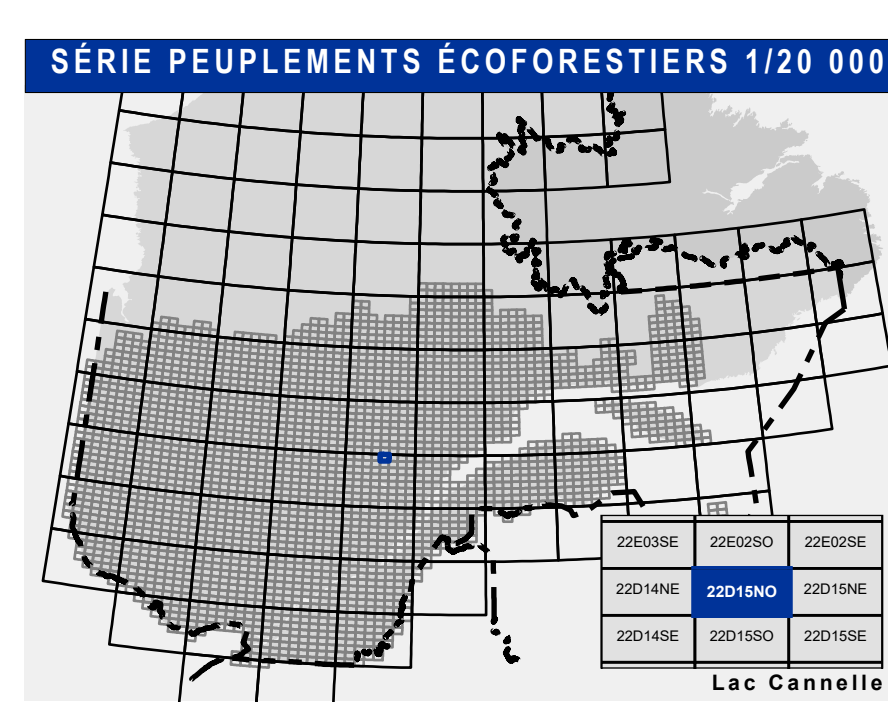 SÉRIE PEUPLEMENTS ÉCOFORESTIERS 1/20 000
22E03SE 22E02SO 22E02SE
22D14NE 22D15NO 22D15NE
22D14SE 22D15SO 22D15SE
Lac Cannelle